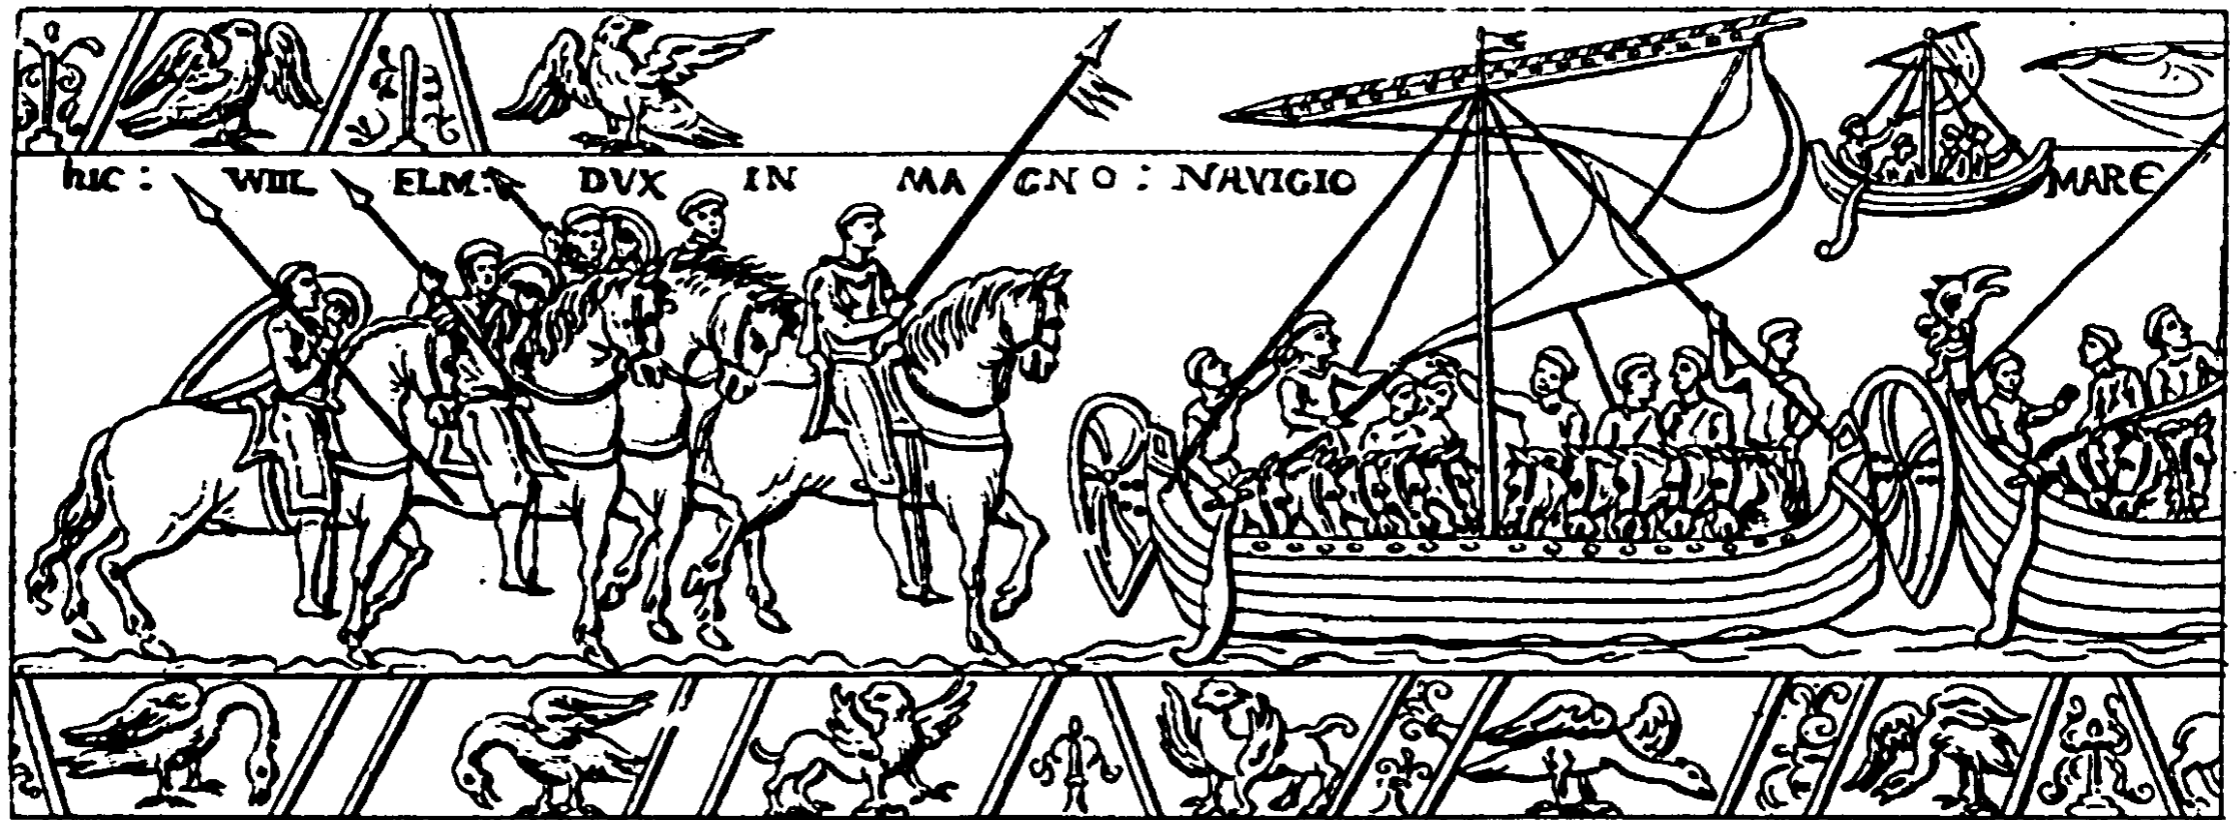 hIC : WIIL ELM : DVX IN MA GNO : NAVIGIO MARE